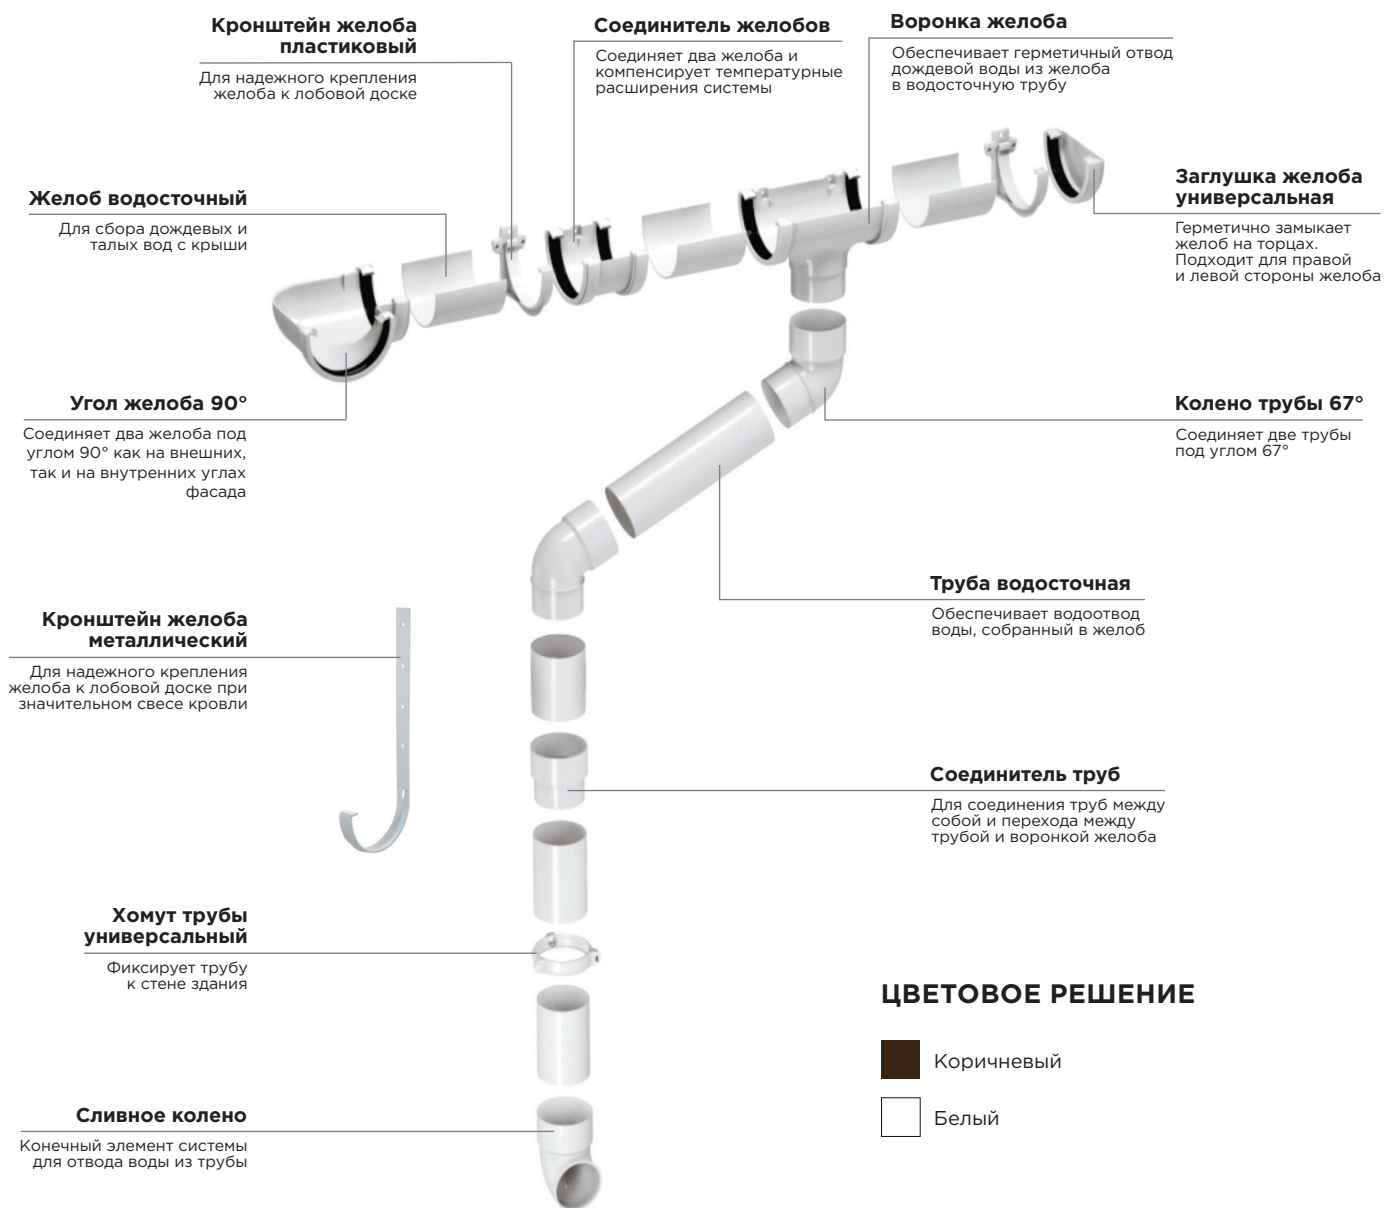 Кронштейн желоба
пластиковый
Для надежного крепления
желоба к лобовой доске
Соединитель желобов
Соединяет два желоба и
компенсирует температурные
расширения системы
Воронка желоба
Обеспечивает герметичный отвод
дождевой воды из желоба
в водосточную трубу
Желоб водосточный
Для сбора дождевых и
талых вод с крыши
Заглушка желоба
универсальная
Герметично замыкает
желоб на торцах.
Подходит для правой
и левой стороны желоба
Угол желоба 90°
Соединяет два желоба под
углом 90° как на внешних,
так и на внутренних углах
фасада
Колено трубы 67°
Соединяет две трубы
под углом 67°
Труба водосточная
Обеспечивает водоотвод
воды, собранный в желоб
Кронштейн желоба
металлический
Для надежного крепления
желоба к лобовой доске при
значительном свесе кровли
Соединитель труб
Для соединения труб между
собой и перехода между
трубой и воронкой желоба
Хомут трубы
универсальный
Фиксирует трубу
к стене здания
ЦВЕТОВОЕ РЕШЕНИЕ
Коричневый
Белый
Сливное колено
Конечный элемент системы
для отвода воды из трубы